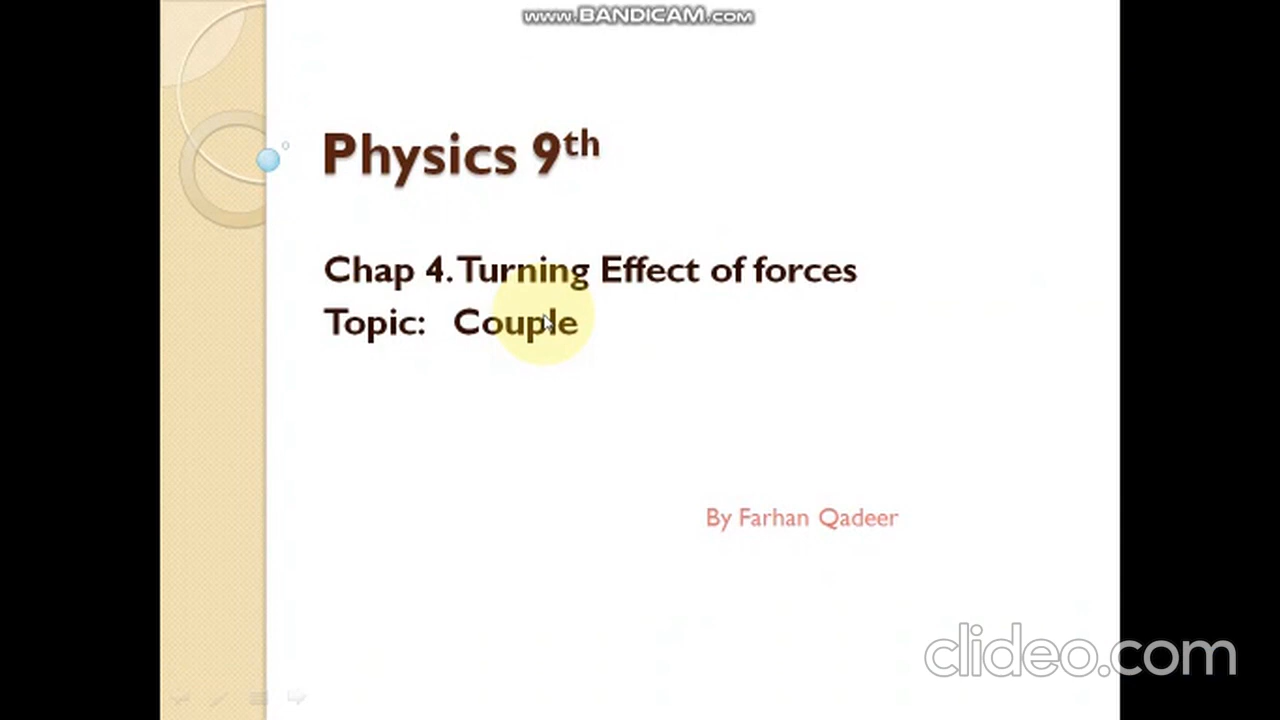 www.BANDICAM.com
Physics 9th
Chap 4. Turning Effect of forces
Topic: Couple
By Farhan Qadeer
clideo.com